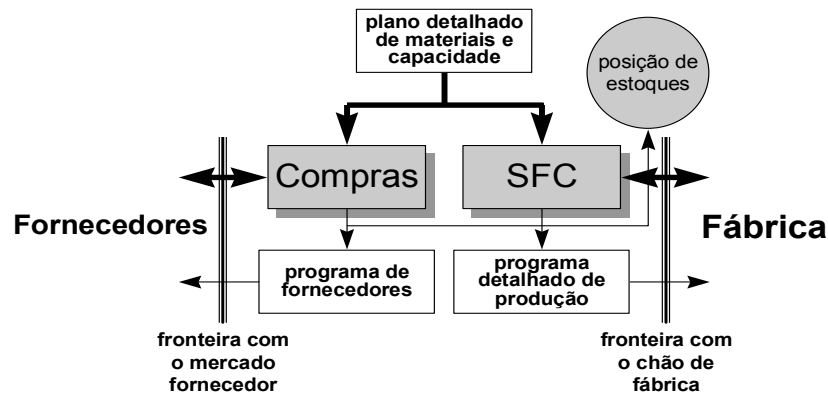 plano detalhado
de materiais e
capacidade
posição de
estoques
Compras
SFC
Fornecedores
Fábrica
programa de
fornecedores
programa
detalhado de
produção
fronteira com
o mercado
fornecedor
fronteira com
o chão de
fábrica